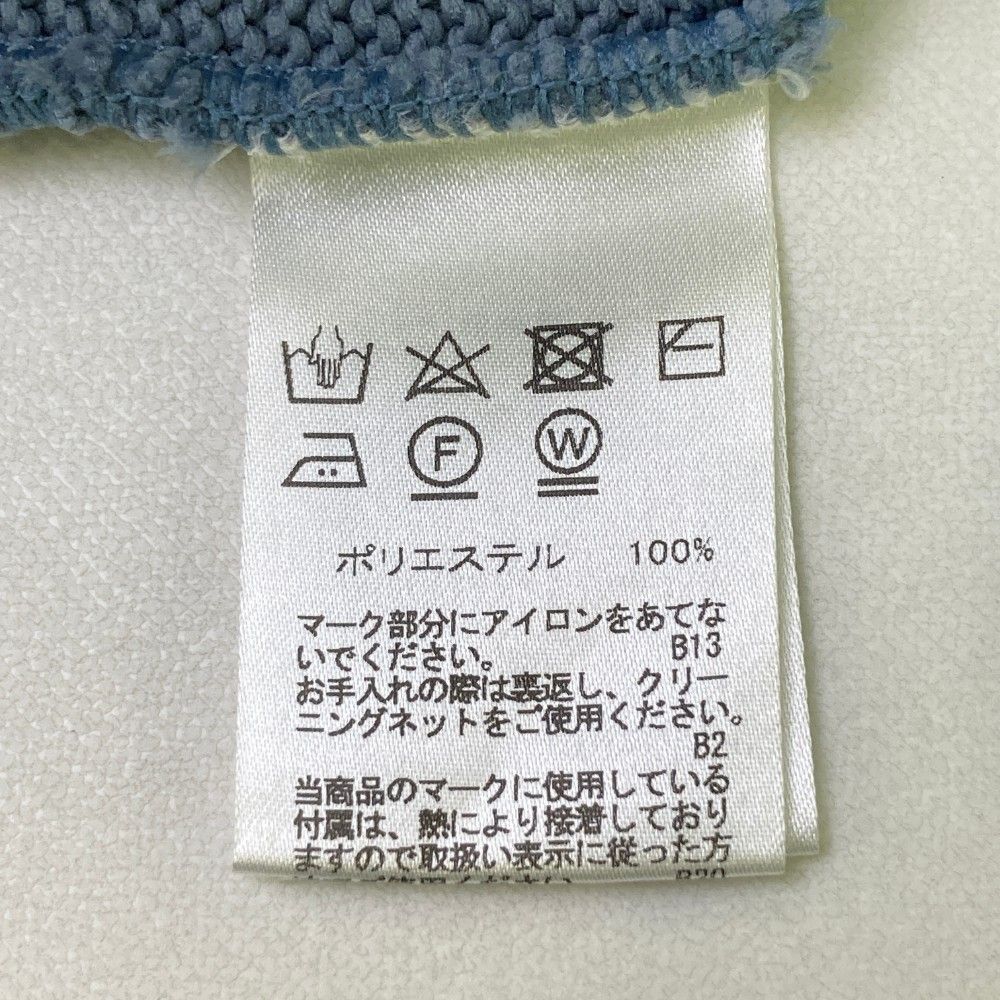 F W
ポリエステル 100%
マーク部分にアイロンをあてな
いでください。 B13
お手入れの際は裏返し、クリー
ニングネットをご使用ください。
B2
当商品のマークに使用している
付属は、熱により接着しており
ますので取扱い表示に従った方